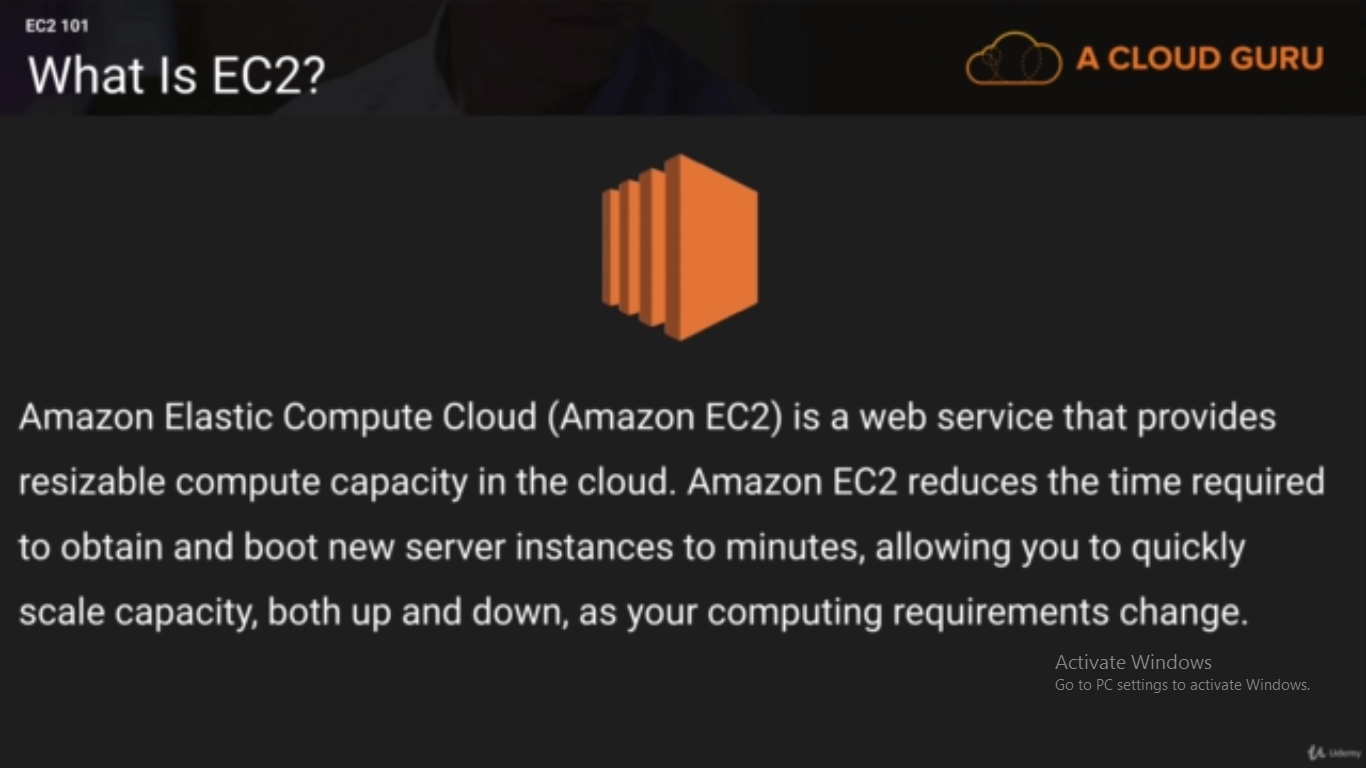 EC2 101
What Is EC2?
A CLOUD GURU
Amazon Elastic Compute Cloud (Amazon EC2) is a web service that provides
resizable compute capacity in the cloud. Amazon EC2 reduces the time required
to obtain and boot new server instances to minutes, allowing you to quickly
scale capacity, both up and down, as your computing requirements change.
Activate Windows
Go to PC settings to activate Windows.
Udemy